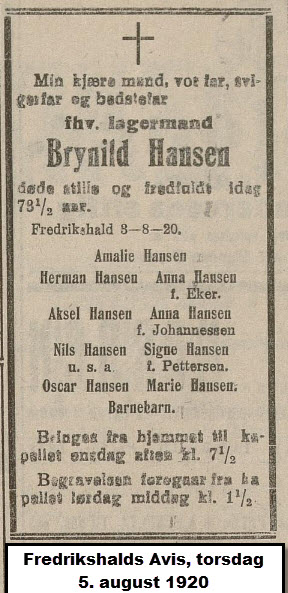 Min kjære mand, vor far, svi-
gerfar og bedstefar
fhv. lagermand
Brynild Hansen
døde stille og fredfuldt idag
79½ aar.
Fredrikshald 3-8-20.
Amalie Hansen
Herman Hansen Anna Hansen
f. Eker.
Aksel Hansen Anna Hansen
f. Johannessen
Nils Hansen Signe Hansen
u. s. a. f. Pettersen.
Oscar Hansen Marie Hansen.
Barnebarn.
Bringes fra hjemmet til ka-
pellet onsdag aften kl. 7½
Begravelsen foregaar fra ka
pellet lørdag middag kl. 1½
Fredrikshalds Avis, torsdag
5. august 1920